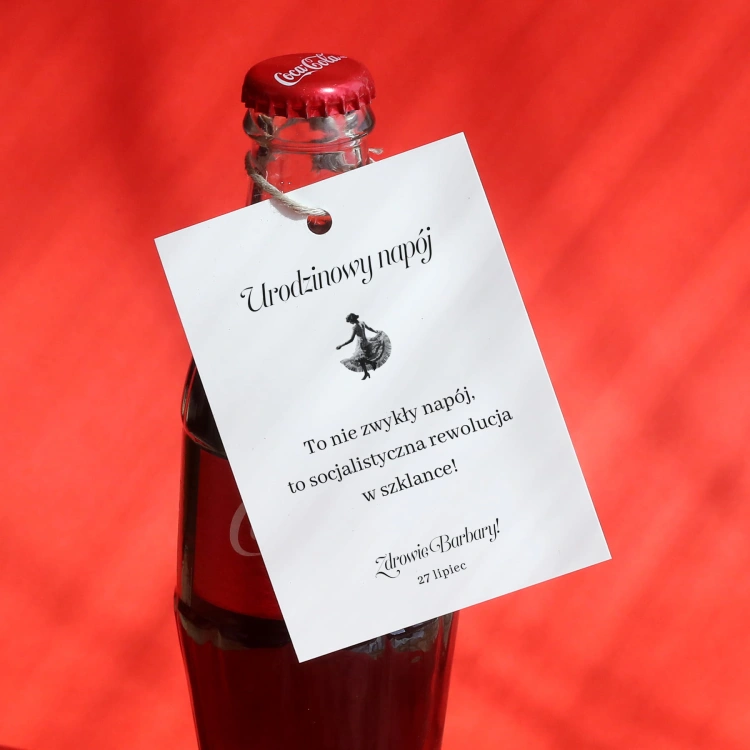 Coca-Cola
Urodzinowy napój
To nie zwykły napój,
to socjalistyczna rewolucja
w szklance!
Zdrowie Barbary!
27 lipiec